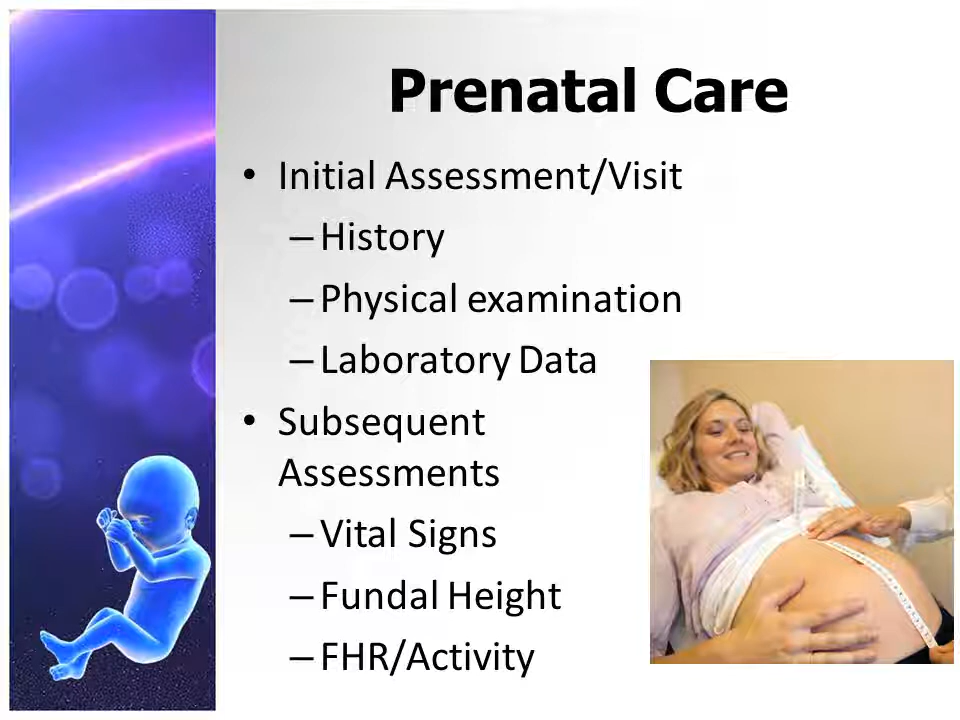 Prenatal Care
• Initial Assessment/Visit
– History
– Physical examination
– Laboratory Data
• Subsequent
Assessments
– Vital Signs
– Fundal Height
– FHR/Activity